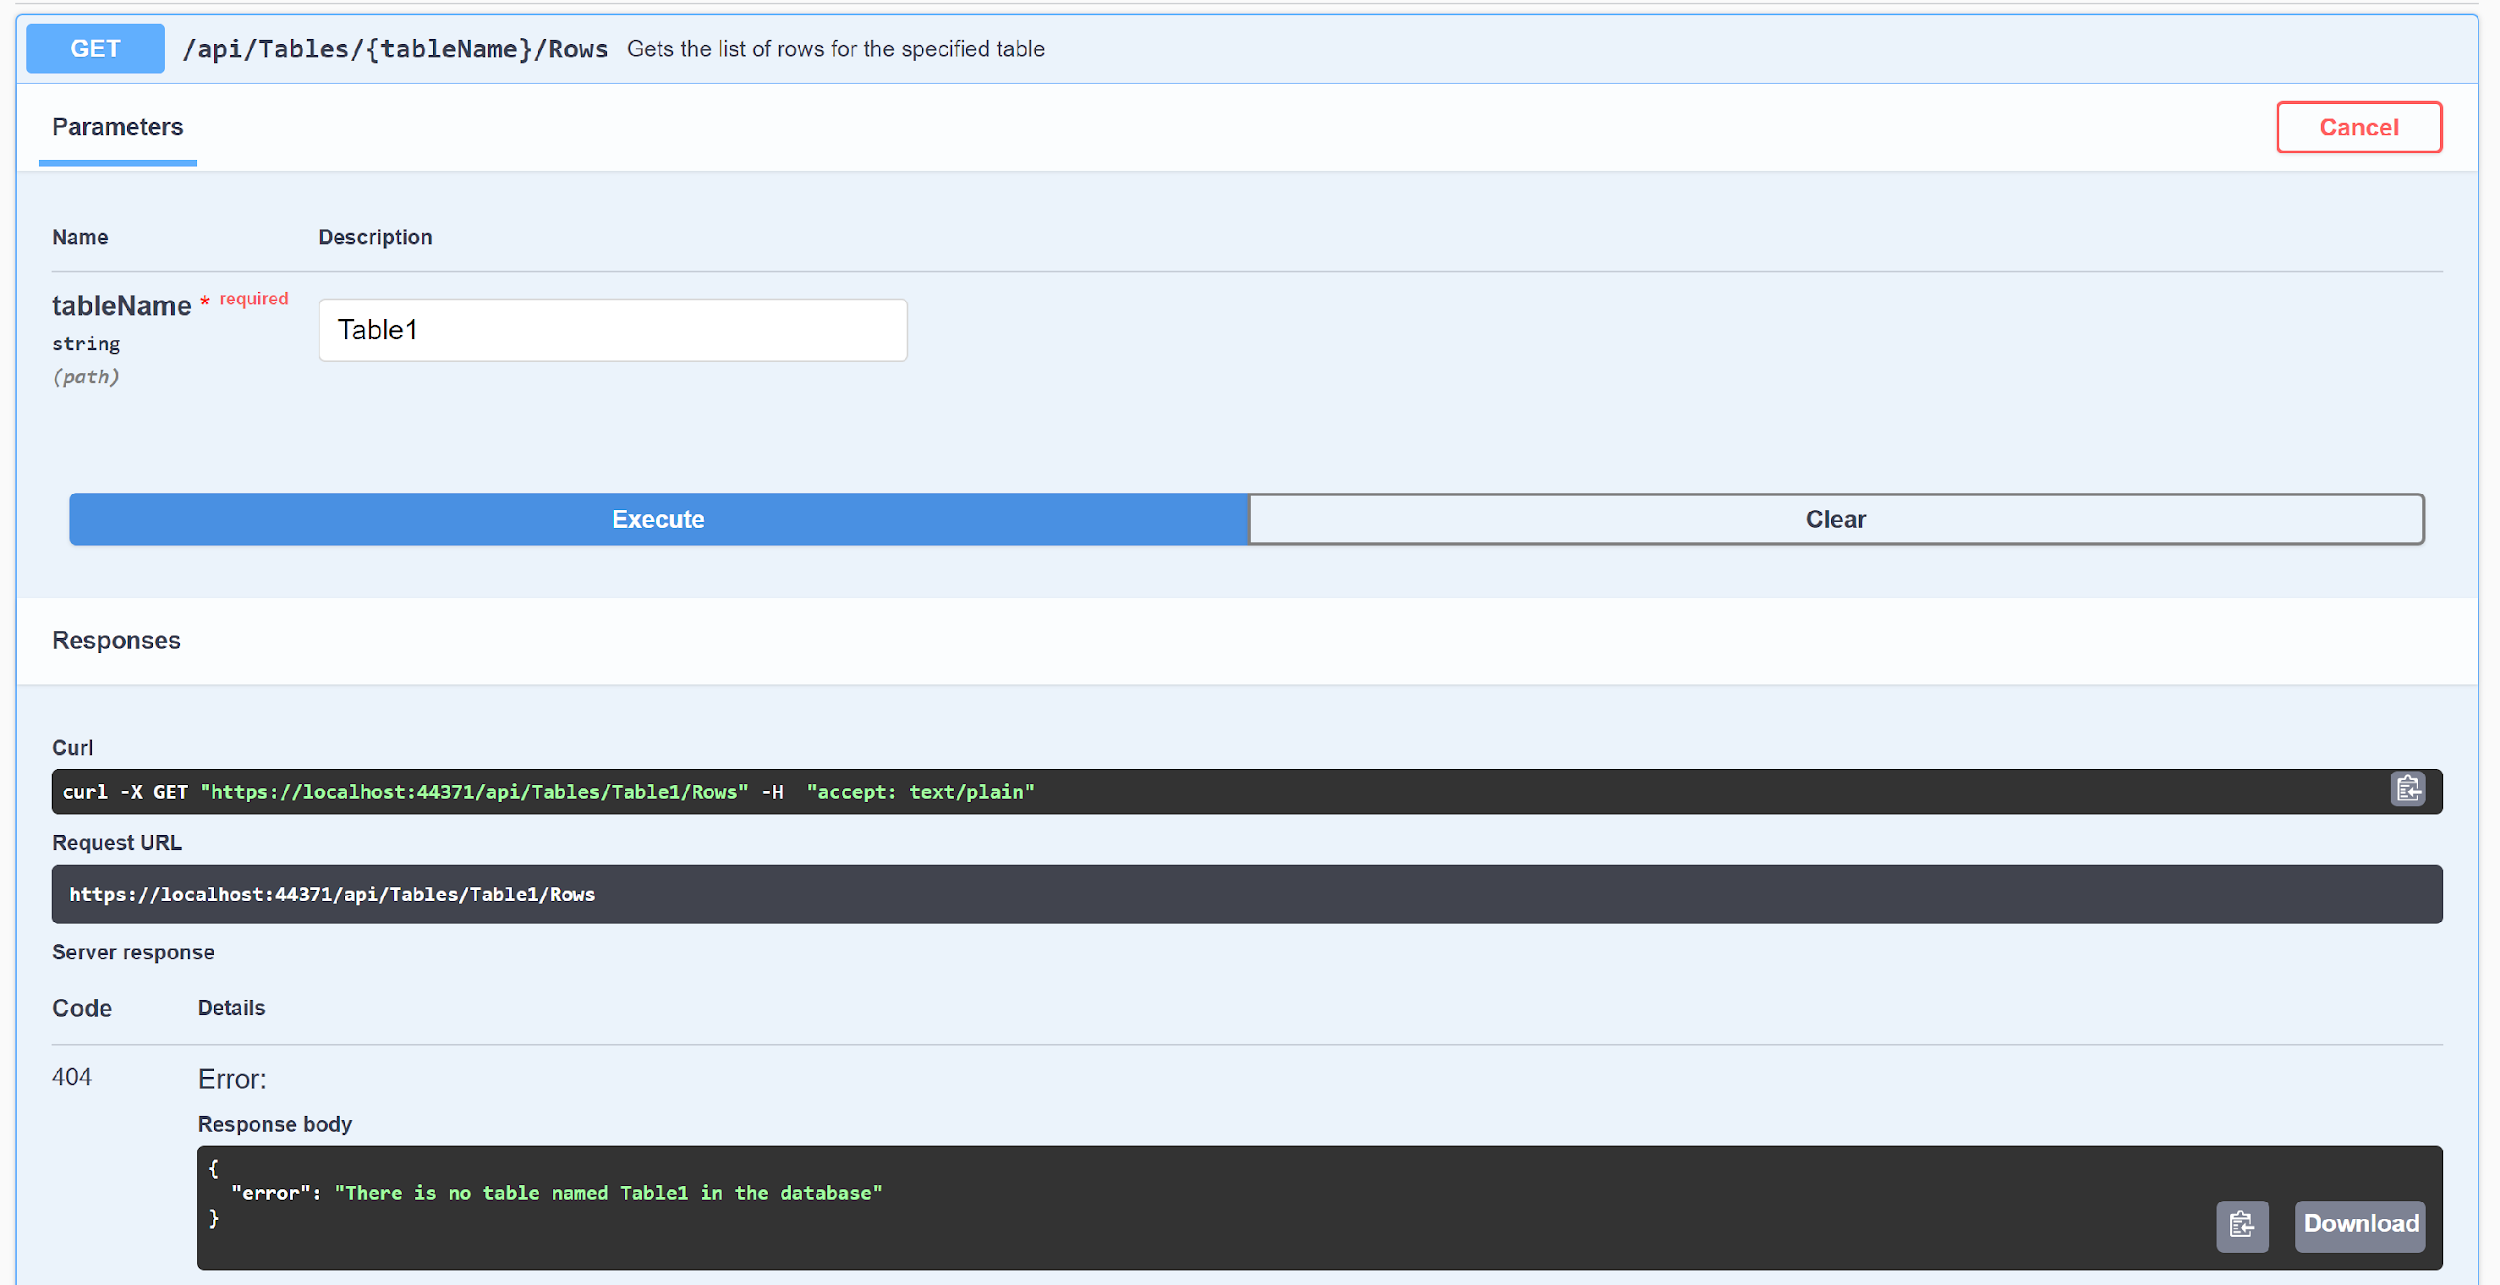 GET /api/Tables/{tableName}/Rows Gets the list of rows for the specified table
Parameters
Cancel
Name Description
tableName * required
string
(path)
Table1
Execute Clear
Responses
Curl
curl -X GET "https://localhost:44371/api/Tables/Table1/Rows" -H  "accept: text/plain"
Request URL
https://localhost:44371/api/Tables/Table1/Rows
Server response
Code Details
404 Error:
Response body
{
  "error": "There is no table named Table1 in the database"
}
Download